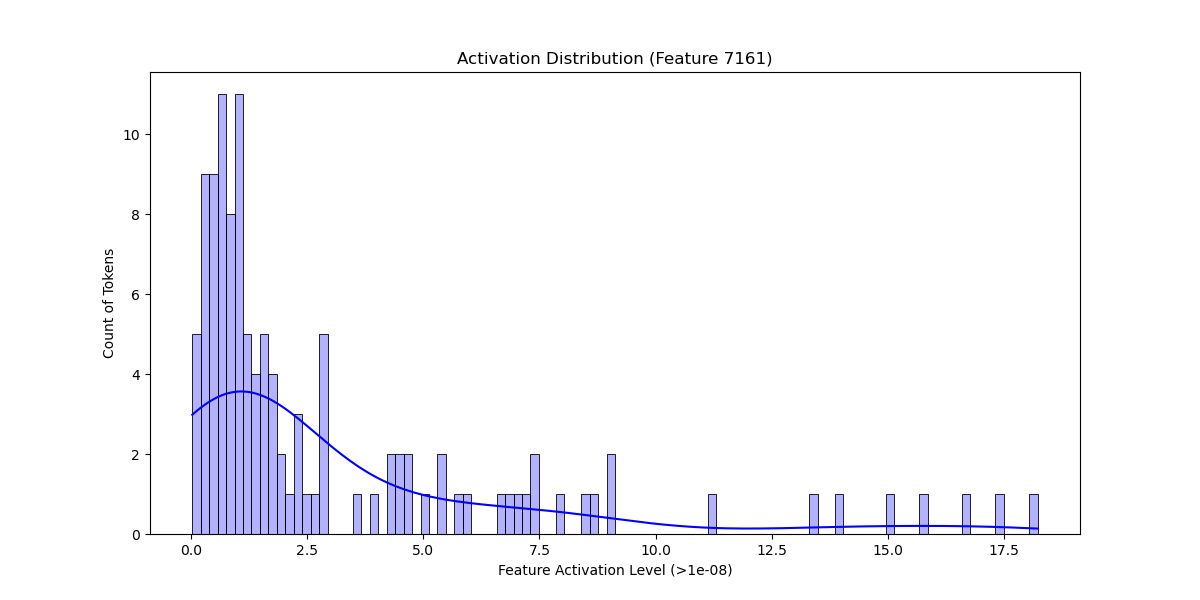 Activation Distribution (Feature 7161)
10
8
6
4
2
0
Count of Tokens
0.0 2.5 5.0 7.5 10.0 12.5 15.0 17.5
Feature Activation Level (>1e-08)